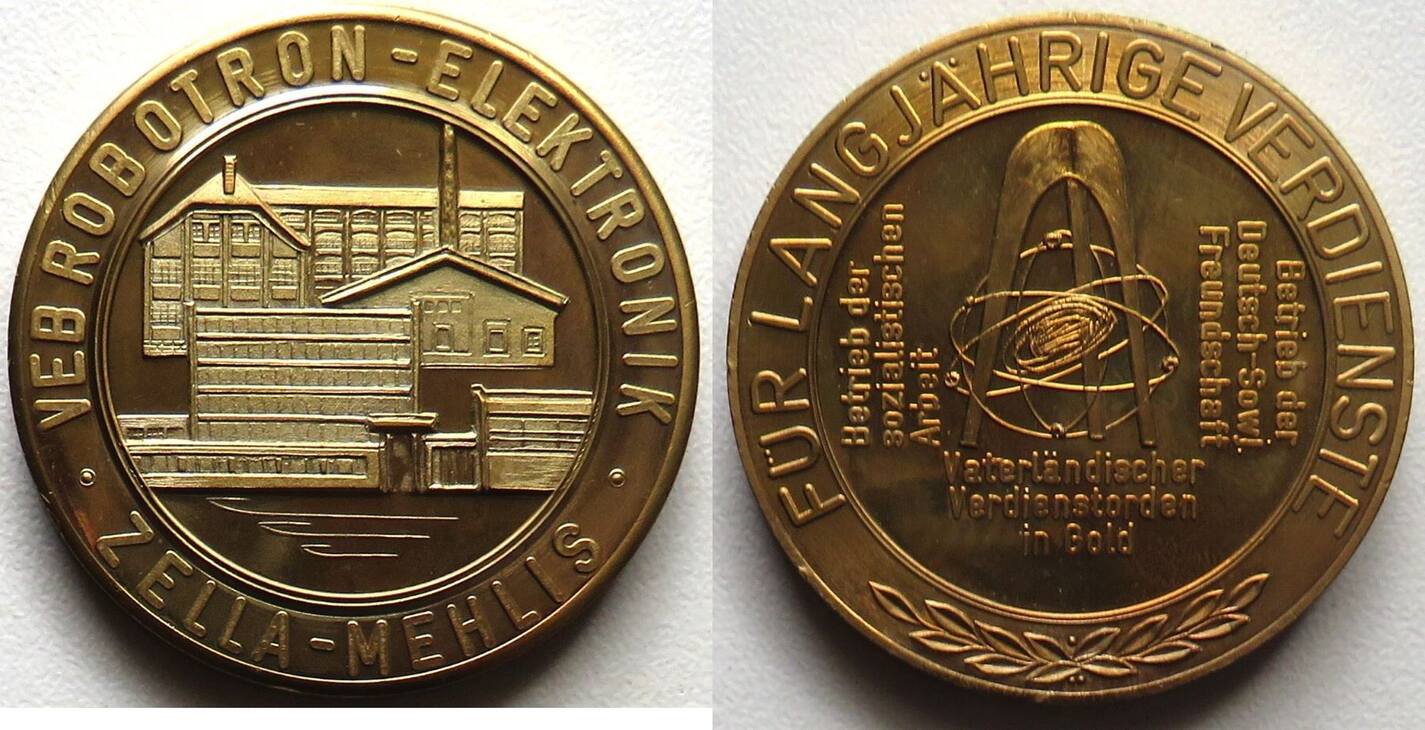 VEB ROBOTRON-ELEKTRONIK
ZELLA-MEHLIS
FÜR LANGJÄHRIGE VERDIENSTE
Betrieb der
sozialistischen
Arbeit
Betrieb der
Deutsch-Sowj.
Freundschaft
Vaterländischer
Verdienstorden
in Gold